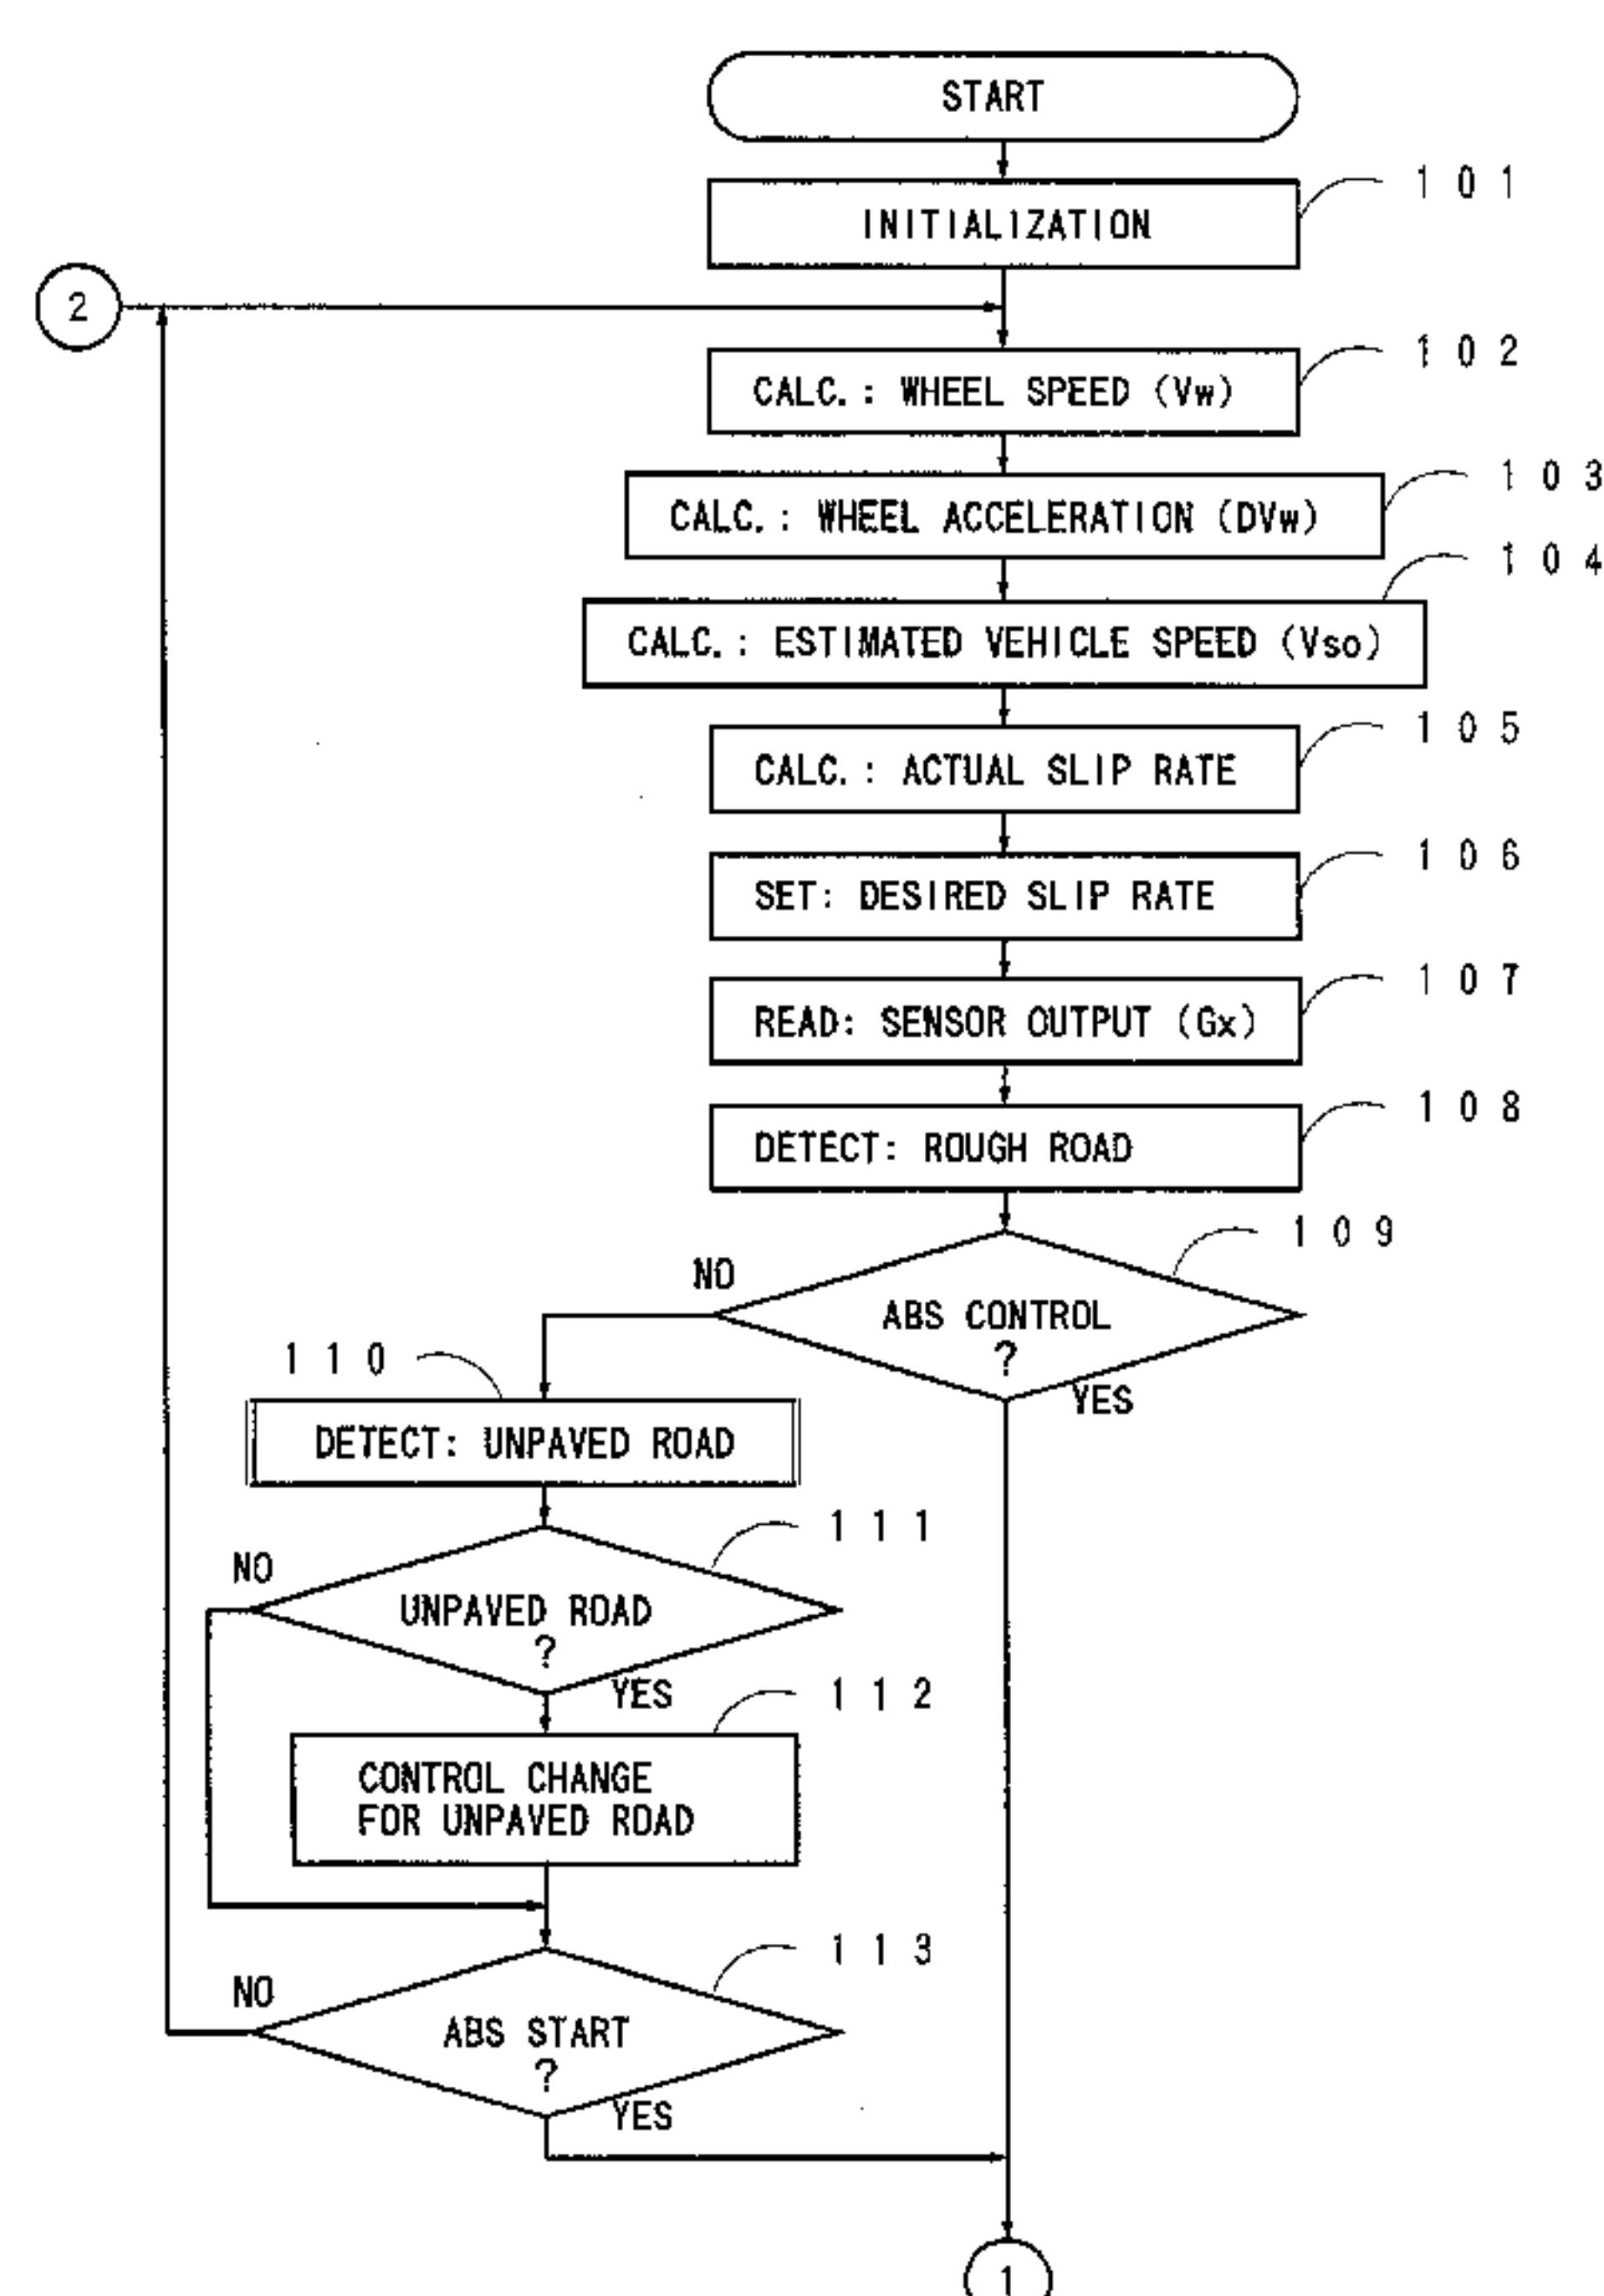 START
INITIALIZATION
101
2
CALC.: WHEEL SPEED (Vw)
102
CALC.: WHEEL ACCELERATION (DVw)
103
CALC.: ESTIMATED VEHICLE SPEED (Vso)
104
CALC.: ACTUAL SLIP RATE
105
SET: DESIRED SLIP RATE
106
READ: SENSOR OUTPUT (Gx)
107
DETECT: ROUGH ROAD
108
ABS CONTROL
?
109
NO
YES
110
DETECT: UNPAVED ROAD
111
NO
UNPAVED ROAD
?
YES
112
CONTROL CHANGE
FOR UNPAVED ROAD
113
NO
ABS START
?
YES
1